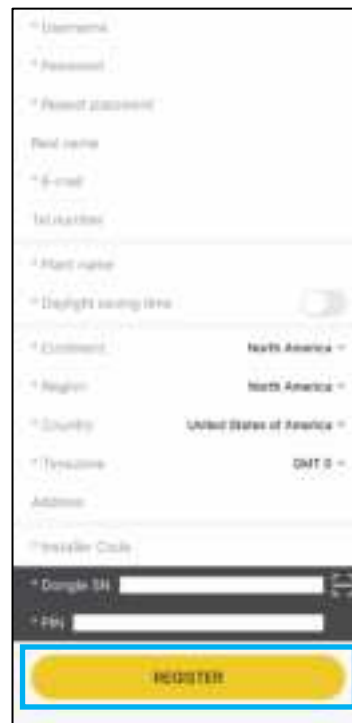 * Username
* Password
* Repeat password
Real name
* E-mail
Tel number
* Plant name
* Daylight saving time
* Continent North America
* Region North America
* Country United States of America
* Timezone GMT 8
Address
* Installer Code
* Dongle SN
* PIN
REGISTER